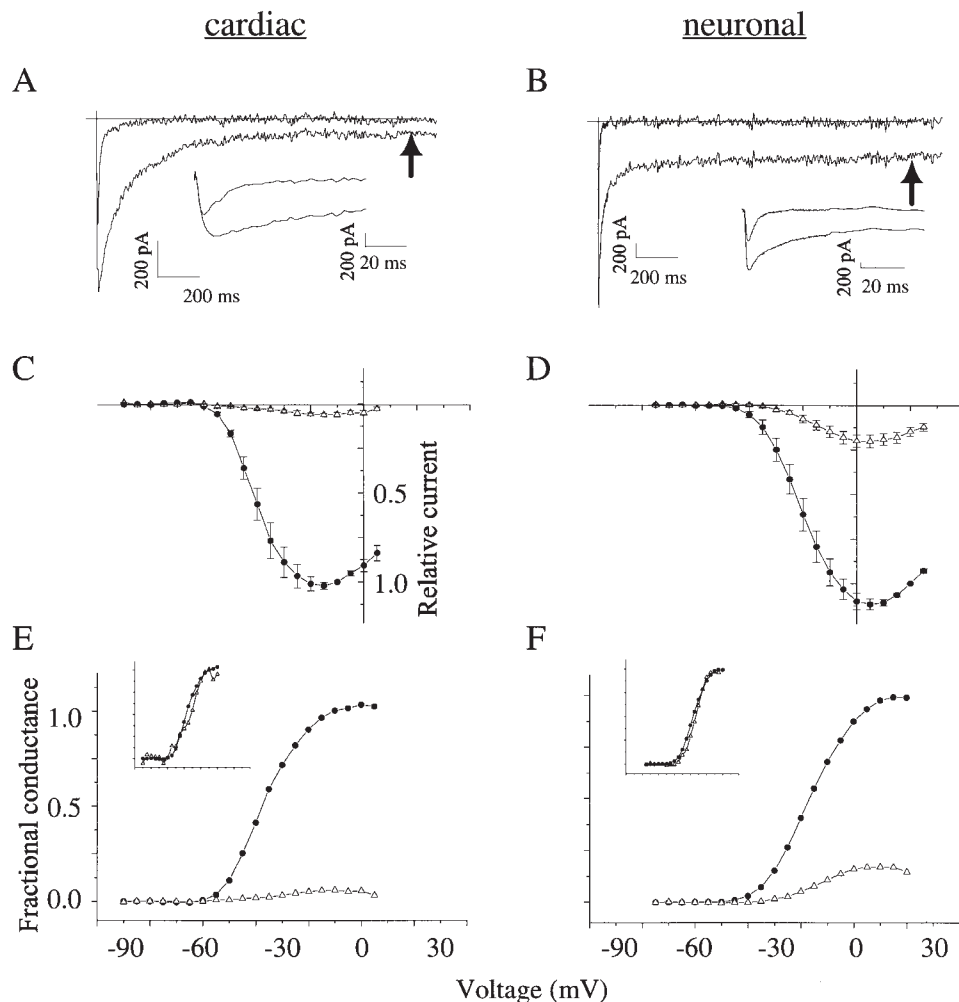 cardiac
neuronal
A
B
200 pA
200 ms
200 pA
20 ms
200 pA
200 ms
200 pA
20 ms
C
D
0.5
1.0
Relative current
E
F
Fractional conductance
1.0
0.5
0.0
-90
-60
-30
0
-90
-60
-30
0
30
Voltage (mV)